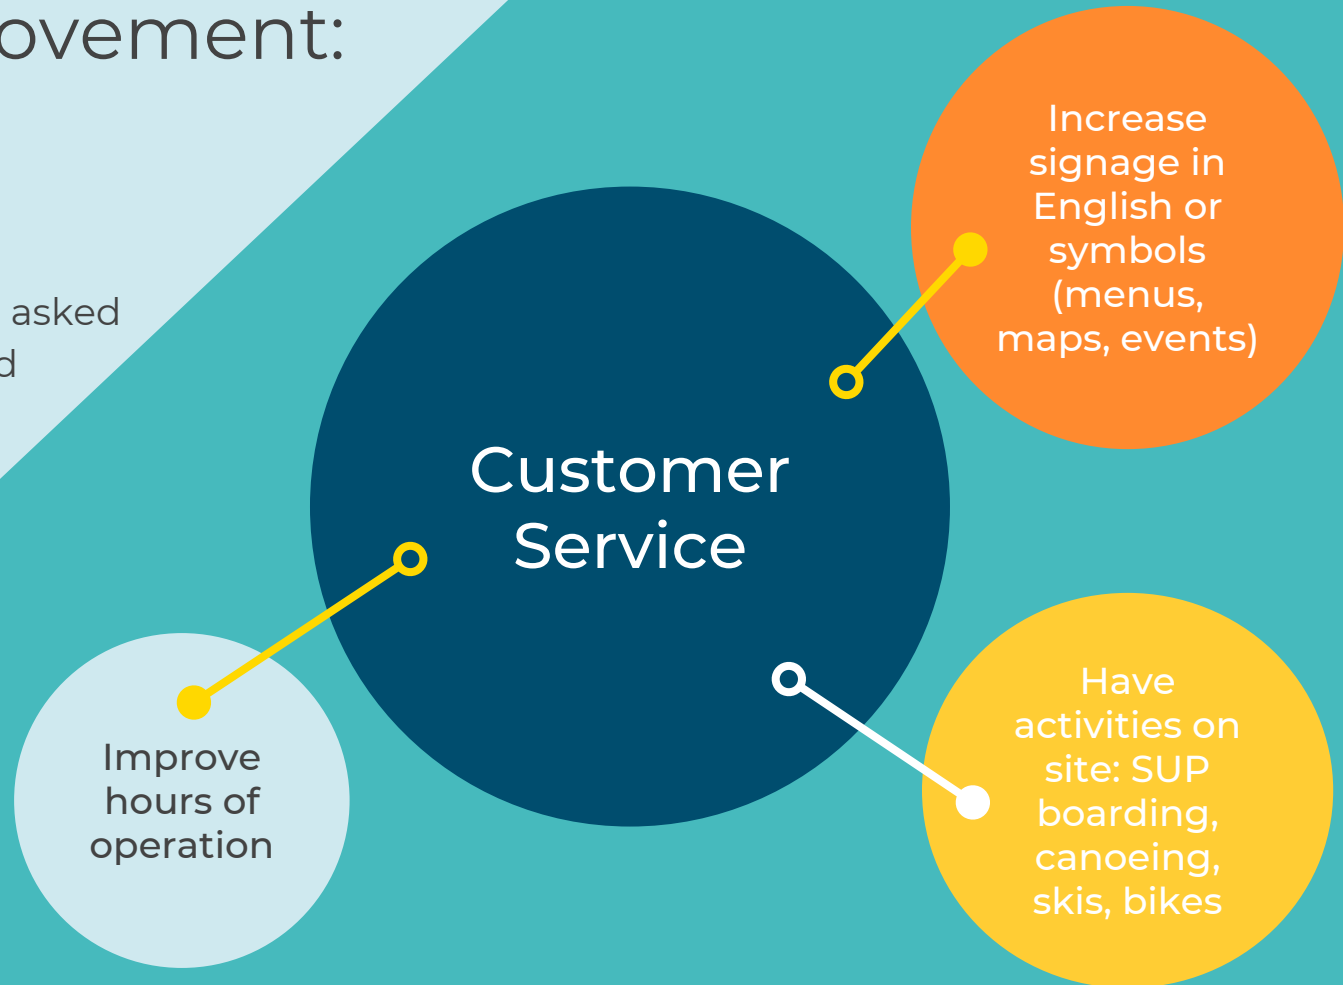 ovement:
asked
d
Customer
Service
Increase
signage in
English or
symbols
(menus,
maps, events)
Improve
hours of
operation
Have
activities on
site: SUP
boarding,
canoeing,
skis, bikes